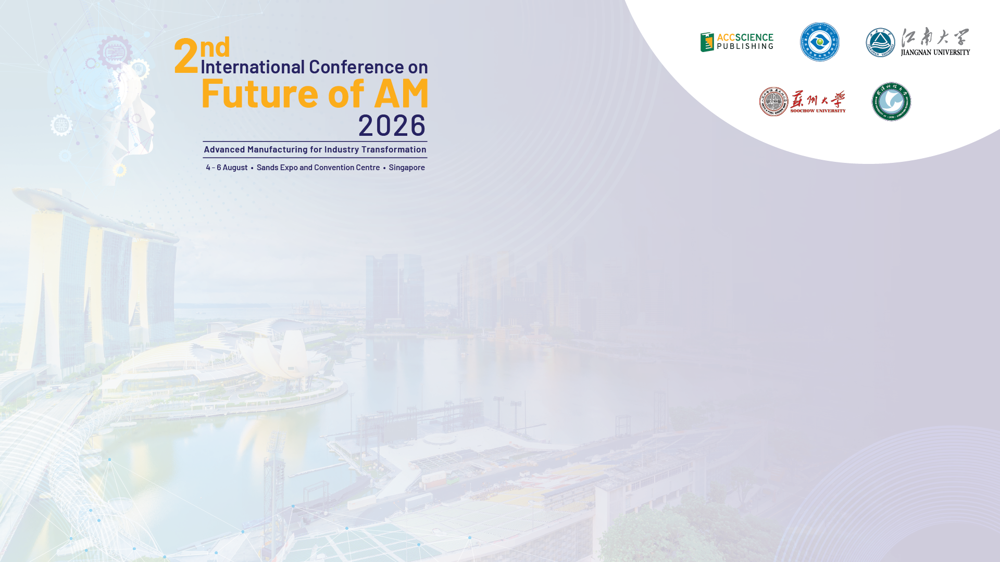 2nd
International Conference on
Future of AM
2026
Advanced Manufacturing for Industry Transformation
4 - 6 August • Sands Expo and Convention Centre • Singapore
ACCSCIENCE
PUBLISHING
江南大学
JIANGNAN UNIVERSITY
蘇州大學
SOOCHOW UNIVERSITY